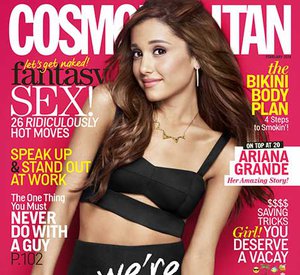 COSMOPOLITAN
FEBRUARY
let's get naked!
fantasy
SEX!
26 RIDICULOUSLY
HOT MOVES
SPEAK UP &
STAND OUT
AT WORK
The One Thing
You Must
NEVER
DO WITH
A GUY
P.102
the
BIKINI
BODY
PLAN
4 Steps
to Smokin'!
ON TOP AT 20
ARIANA
GRANDE
Her Amazing Story!
$$$$
SAVING
TRICKS
Girl! YOU
DESERVE
A VACAY
we're